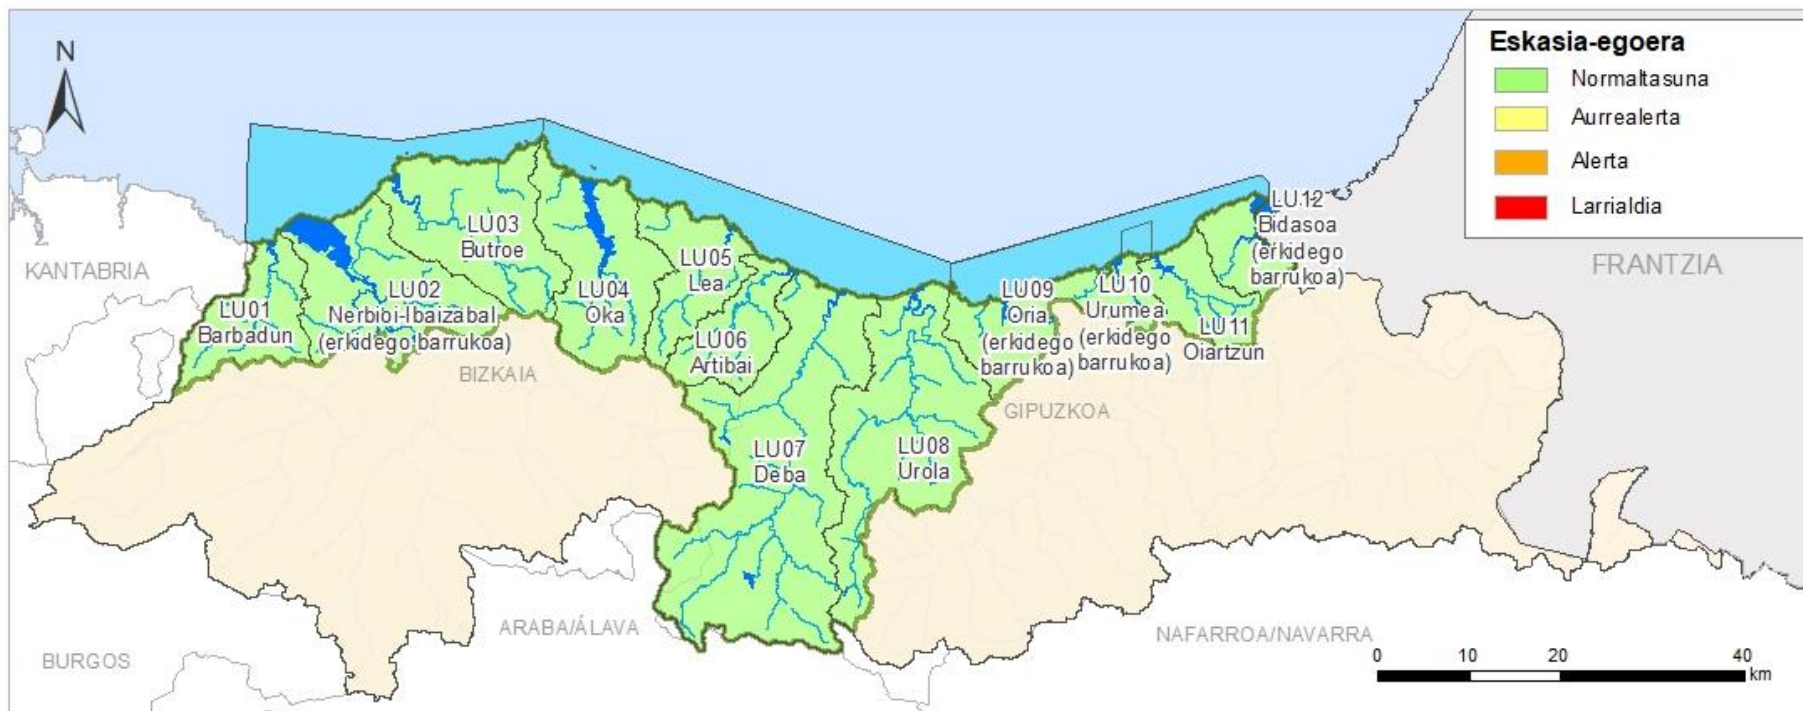 N
Eskasia-egoera
Normaltasuna
Aurrealerta
Alerta
Larrialdia
KANTABRIA
FRANTZIA
LU01
Barbadun
LU02
Nerbioi-Ibaizabal
(erkidego barrukoa)
LU03
Butroe
LU04
Oka
LU05
Lea
LU06
Artibai
LU07
Deba
LU08
Urola
LU09
Oria
(erkidego
barrukoa)
LU10
Urumea
(erkidego
barrukoa)
LU11
Oiartzun
LU12
Bidasoa
(erkidego
barrukoa)
BIZKAIA
GIPUZKOA
ARABA/ÁLAVA
NAFARROA/NAVARRA
BURGOS
0 10 20 40
km